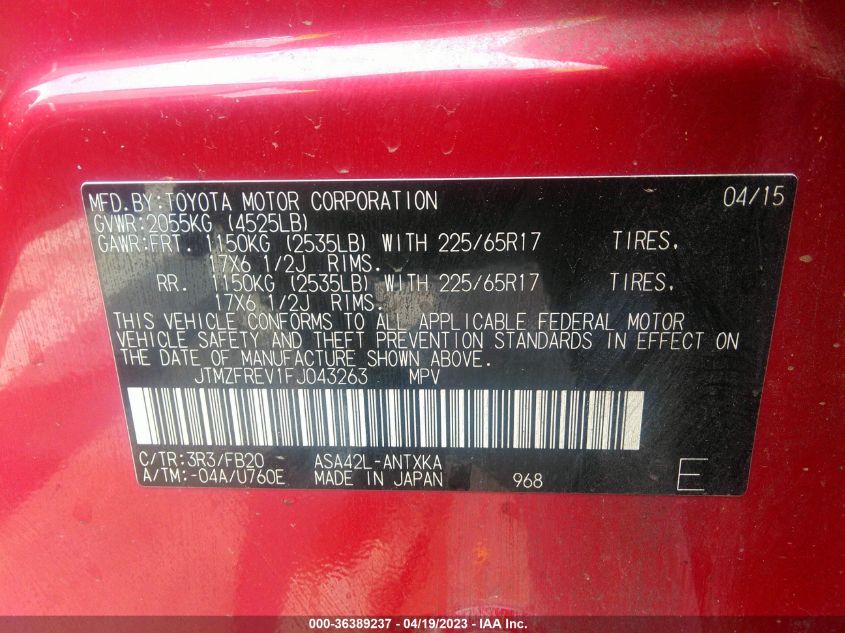 MFD.BY:TOYOTA MOTOR CORPORATION 04/15
GVWR:2055KG (4525LB)
GAWR:FRT. 1150KG (2535LB) WITH 225/65R17 TIRES,
17X6 1/2J RIMS.
RR. 1150KG (2535LB) WITH 225/65R17 TIRES,
17X6 1/2J RIMS.
THIS VEHICLE CONFORMS TO ALL APPLICABLE FEDERAL MOTOR
VEHICLE SAFETY AND THEFT PREVENTION STANDARDS IN EFFECT ON
THE DATE OF MANUFACTURE SHOWN ABOVE.
JTMZFREV1FJ043263 MPV
C/TR:3R3/FB20 ASA42L-ANTXKA
A/TM:-04A/U760E MADE IN JAPAN 968 E
000-36389237 - 04/19/2023 - IAA Inc.